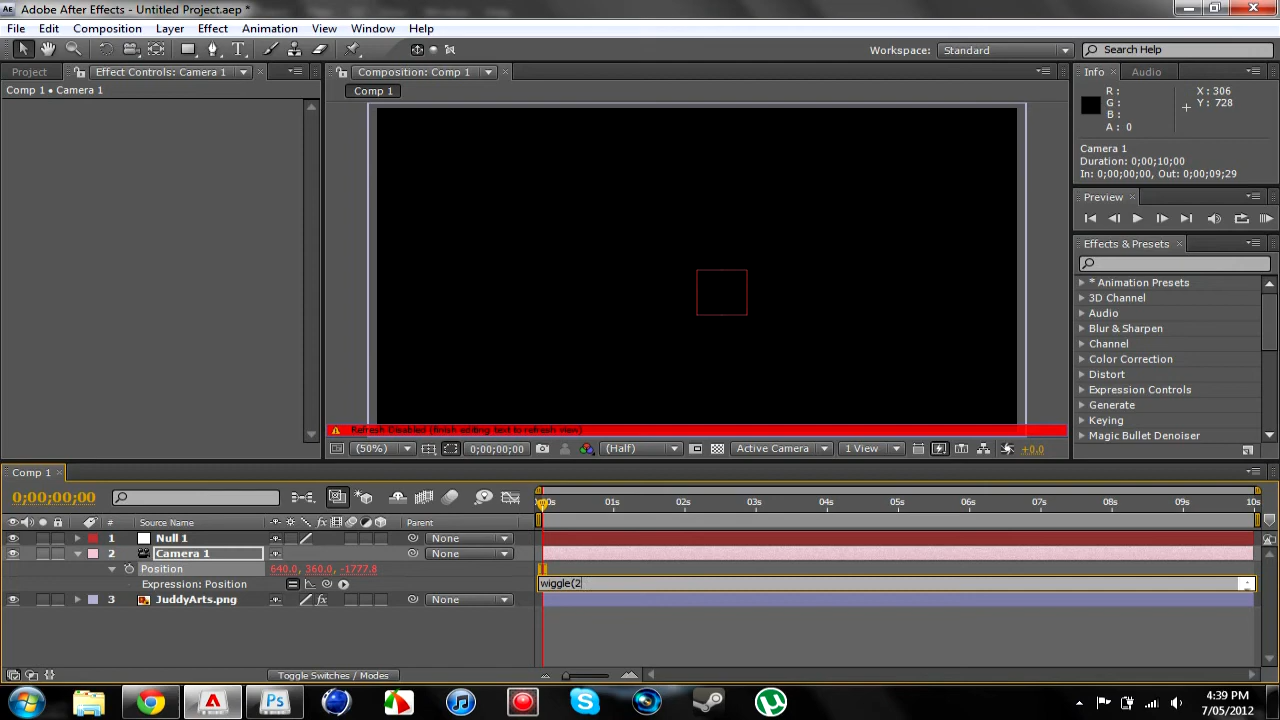 Adobe After Effects - Untitled Project.aep *
File Edit Composition Layer Effect Animation View Window Help
Workspace: Standard Search Help
Project Effect Controls: Camera 1 Composition: Comp 1 Info Audio
Comp 1 • Camera 1
Comp 1
R :
G :
B :
A : 0
X : 306
Y : 728
Camera 1
Duration: 0;00;10;00
In: 0;00;00;00, Out: 0;00;09;29
Preview
Effects & Presets
* Animation Presets
3D Channel
Audio
Blur & Sharpen
Channel
Color Correction
Distort
Expression Controls
Generate
Keying
Magic Bullet Denoiser
Refresh Disabled (finish editing text to refresh view)
(50%) 0;00;00;00 (Half) Active Camera 1 View +0.0
Comp 1
0;00;00;00
01s 02s 03s 04s 05s 06s 07s 08s 09s 10s
# Source Name Parent
1 Null 1 None
2 Camera 1 None
Position 640.0, 360.0, -1777.8
Expression: Position wiggle(2
3 JuddyArts.png None
Toggle Switches / Modes
4:39 PM
7/05/2012